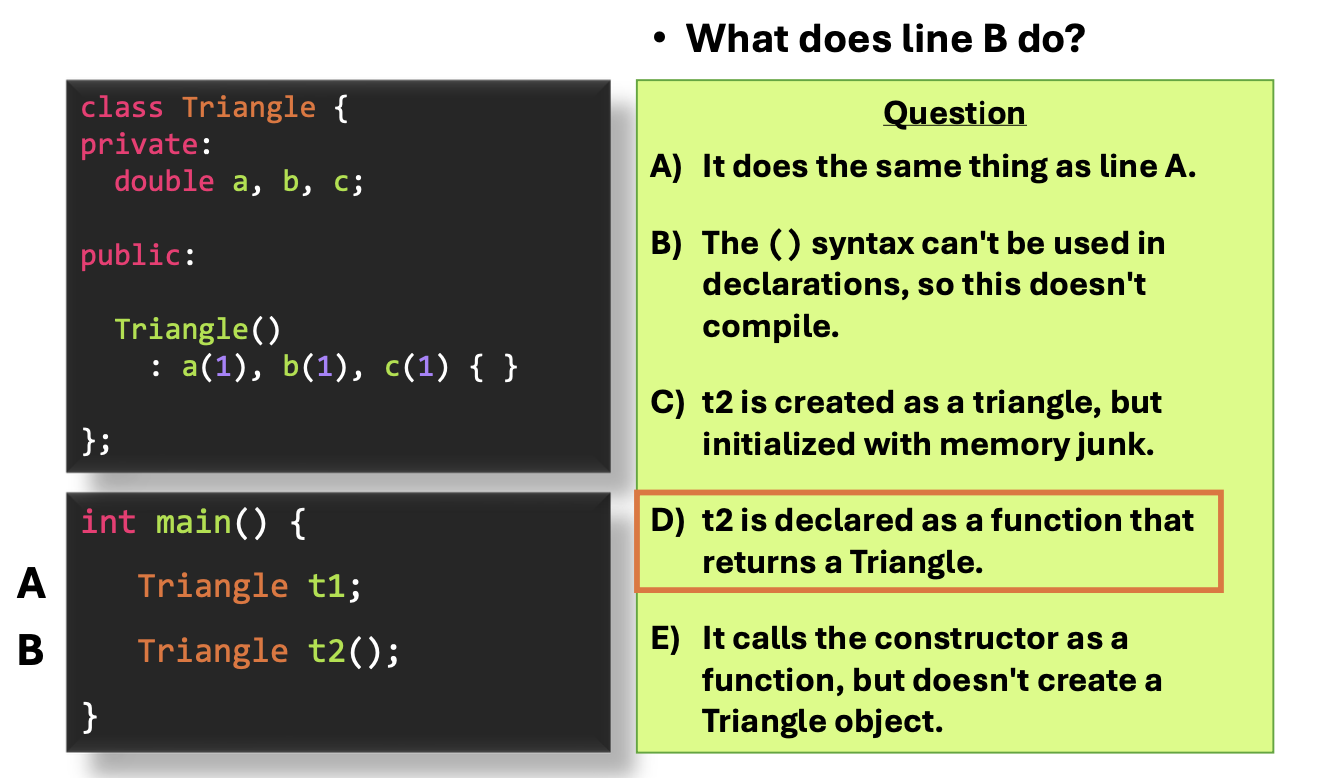 • What does line B do?
class Triangle {
private:
  double a, b, c;
public:
  Triangle()
    : a(1), b(1), c(1) { }
};
int main() {
A
Triangle t1;
B
Triangle t2();
}
Question
A) It does the same thing as line A.
B) The () syntax can't be used in
declarations, so this doesn't
compile.
C) t2 is created as a triangle, but
initialized with memory junk.
D) t2 is declared as a function that
returns a Triangle.
E) It calls the constructor as a
function, but doesn't create a
Triangle object.